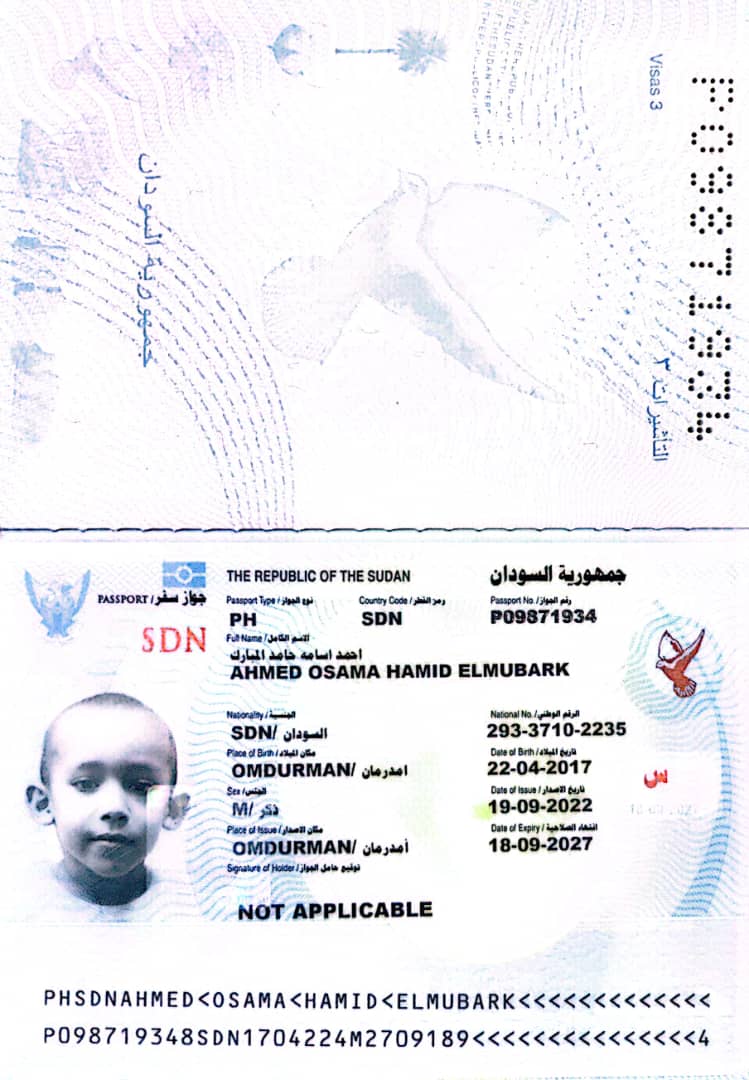 Visas 3
P09871934
جمهورية السودان
التأشيرات ٣
THE REPUBLIC OF THE SUDAN
جمهورية السودان
PASSPORT / جواز سفر
Passport Type / نوع الجواز
Country Code / رمز القطر
Passport No. / رقم الجواز
PH
SDN
P09871934
SDN
Full Name / الاسم الكامل
احمد اسامه حامد المبارك
AHMED OSAMA HAMID ELMUBARK
Nationality / الجنسية
National No. / الرقم الوطني
SDN/ السودان
293-3710-2235
Place of Birth / مكان الميلاد
Date of Birth / تاريخ الميلاد
OMDURMAN/ امدرمان
22-04-2017
Sex / الجنس
Date of Issue / تاريخ الاصدار
س
M/ ذكر
19-09-2022
Place of Issue / مكان الاصدار
Date of Expiry / انتهاء الصلاحية
OMDURMAN/ أمدرمان
18-09-2027
Signature of Holder / توقيع حامل الجواز
NOT APPLICABLE
PHSDNAHMED<OSAMA<HAMID<ELMUBARK<<<<<<<<<<<<<
P098719348SDN1704224M2709189<<<<<<<<<<<<<<<4